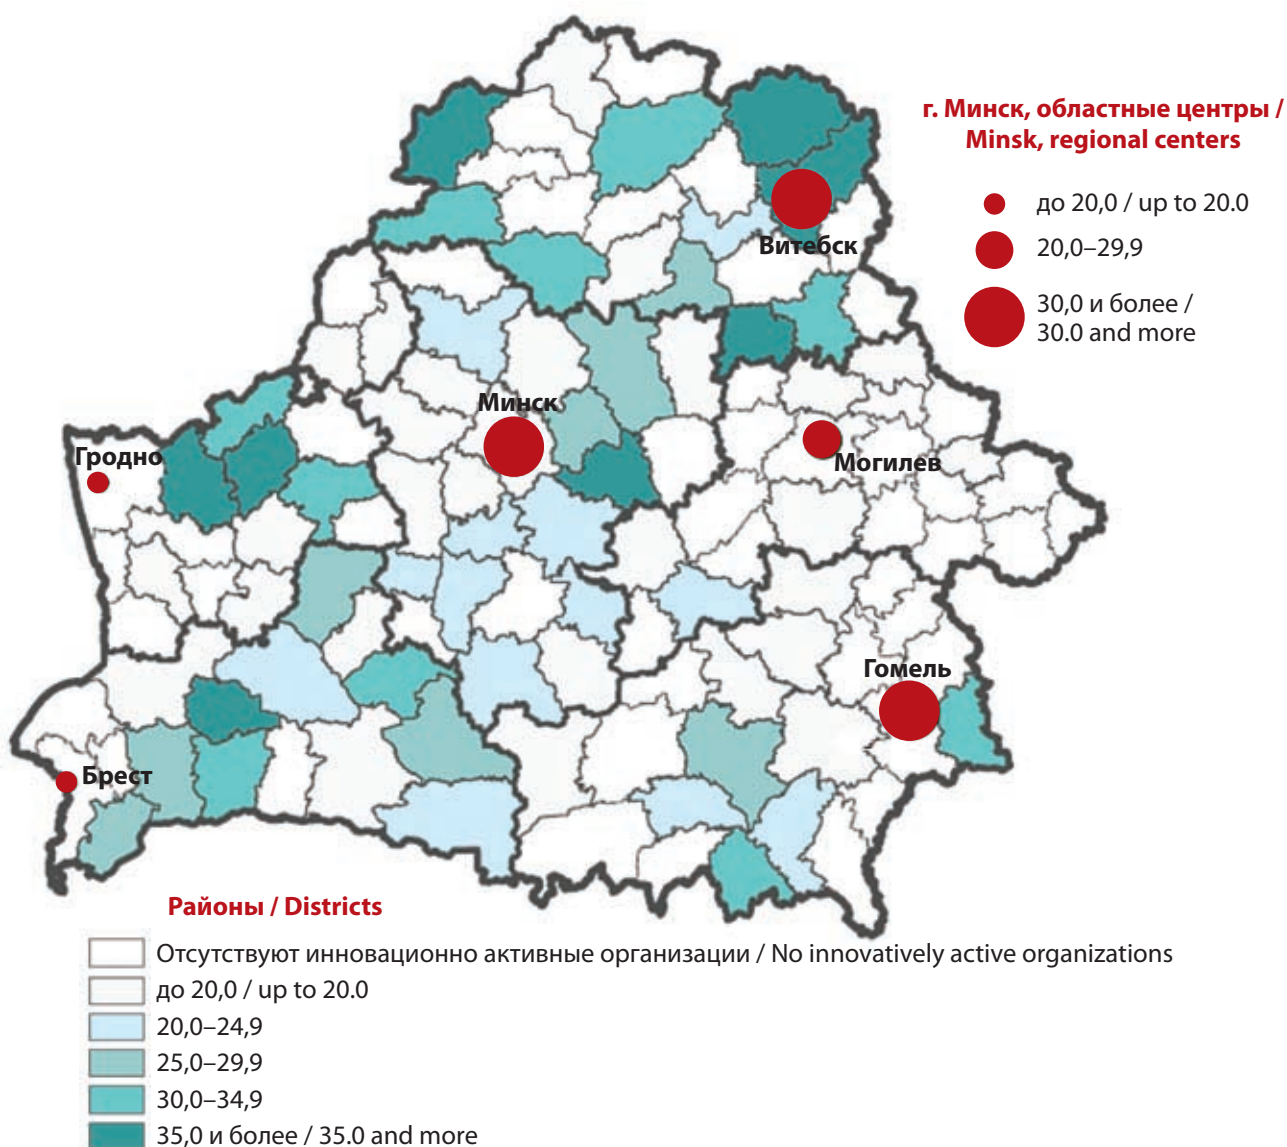 г. Минск, областные центры /
Minsk, regional centers
до 20,0 / up to 20.0
20,0–29,9
30,0 и более /
30.0 and more
Витебск
Минск
Гродно
Могилев
Гомель
Брест
Районы / Districts
Отсутствуют инновационно активные организации / No innovatively active organizations
до 20,0 / up to 20.0
20,0–24,9
25,0–29,9
30,0–34,9
35,0 и более / 35.0 and more